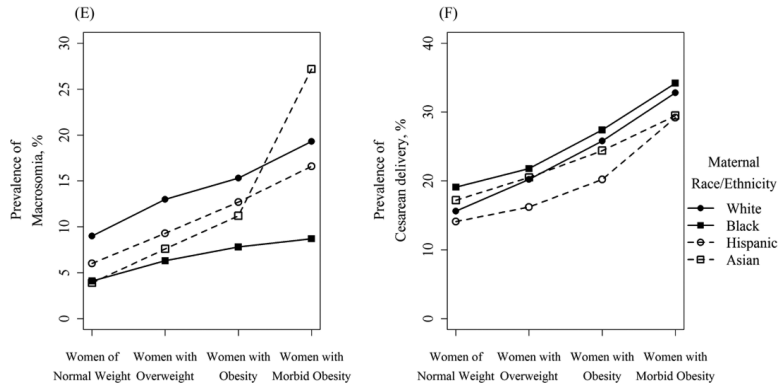 (E)
30
25
20
15
10
5
0
Prevalence of
Macrosomia, %
Women of
Normal Weight
Women with
Overweight
Women with
Obesity
Women with
Morbid Obesity
(F)
40
30
20
10
0
Prevalence of
Cesarean delivery, %
Women of
Normal Weight
Women with
Overweight
Women with
Obesity
Women with
Morbid Obesity
Maternal
Race/Ethnicity
White
Black
Hispanic
Asian